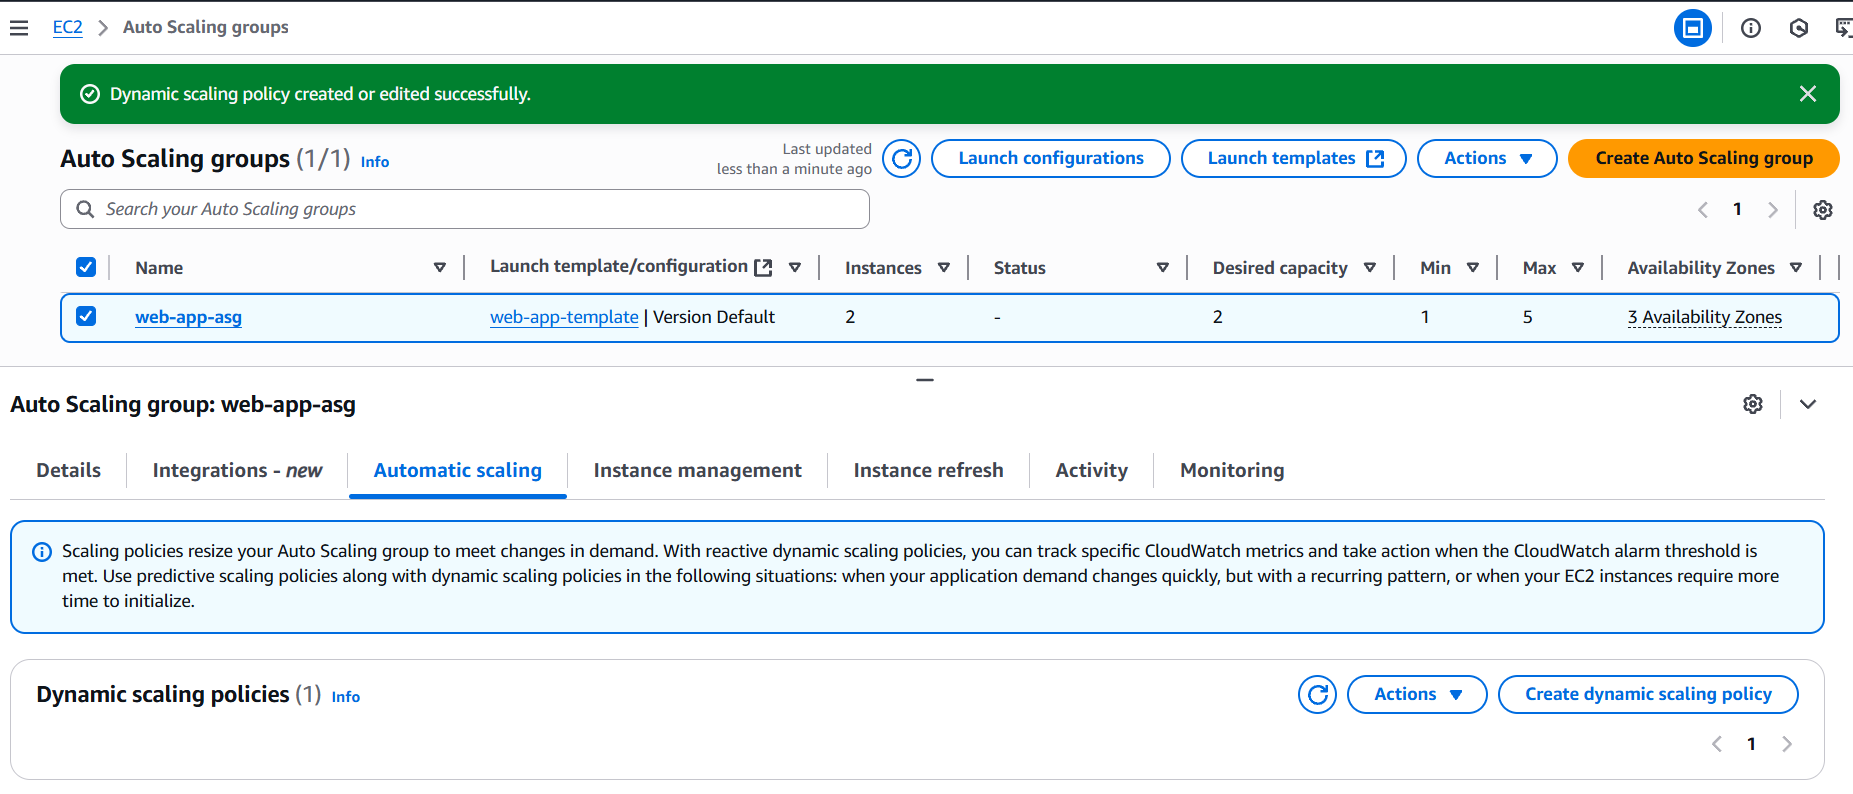 EC2 > Auto Scaling groups
Dynamic scaling policy created or edited successfully.
Auto Scaling groups (1/1) Info
Last updated
less than a minute ago
Launch configurations
Launch templates
Actions
Create Auto Scaling group
Search your Auto Scaling groups
1
Name Launch template/configuration Instances Status Desired capacity Min Max Availability Zones
web-app-asg web-app-template | Version Default 2 - 2 1 5 3 Availability Zones
Auto Scaling group: web-app-asg
Details Integrations - new Automatic scaling Instance management Instance refresh Activity Monitoring
Scaling policies resize your Auto Scaling group to meet changes in demand. With reactive dynamic scaling policies, you can track specific CloudWatch metrics and take action when the CloudWatch alarm threshold is
met. Use predictive scaling policies along with dynamic scaling policies in the following situations: when your application demand changes quickly, but with a recurring pattern, or when your EC2 instances require more
time to initialize.
Dynamic scaling policies (1) Info
Actions
Create dynamic scaling policy
1